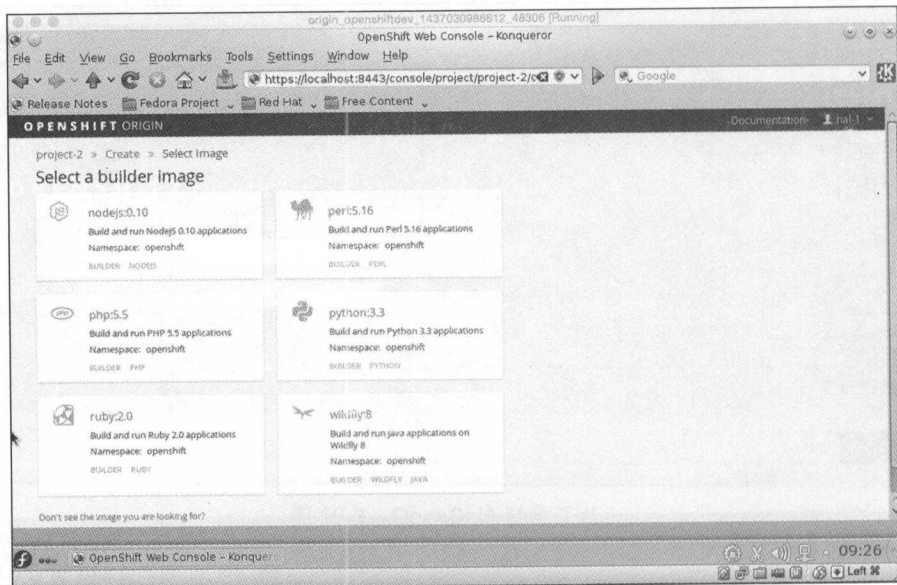 origin_openshiftdev_1437030986612_48306 [Running]
OpenShift Web Console – Konqueror
File Edit View Go Bookmarks Tools Settings Window Help
https://localhost:8443/console/project/project-2/c
Google
Release Notes Fedora Project Red Hat Free Content
OPENSHIFT ORIGIN
Documentation hal-1
project-2 » Create » Select Image
Select a builder image
nodejs:0.10
Build and run NodeJS 0.10 applications
Namespace: openshift
BUILDER NODEJS
perl:5.16
Build and run Perl 5.16 applications
Namespace: openshift
BUILDER PERL
php:5.5
Build and run PHP 5.5 applications
Namespace: openshift
BUILDER PHP
python:3.3
Build and run Python 3.3 applications
Namespace: openshift
BUILDER PYTHON
ruby:2.0
Build and run Ruby 2.0 applications
Namespace: openshift
BUILDER RUBY
wildfly:8
Build and run java applications on
Wildfly 8
Namespace: openshift
BUILDER WILDFLY JAVA
Don't see the image you are looking for?
OpenShift Web Console – Konquer
09:26
Left ⌘